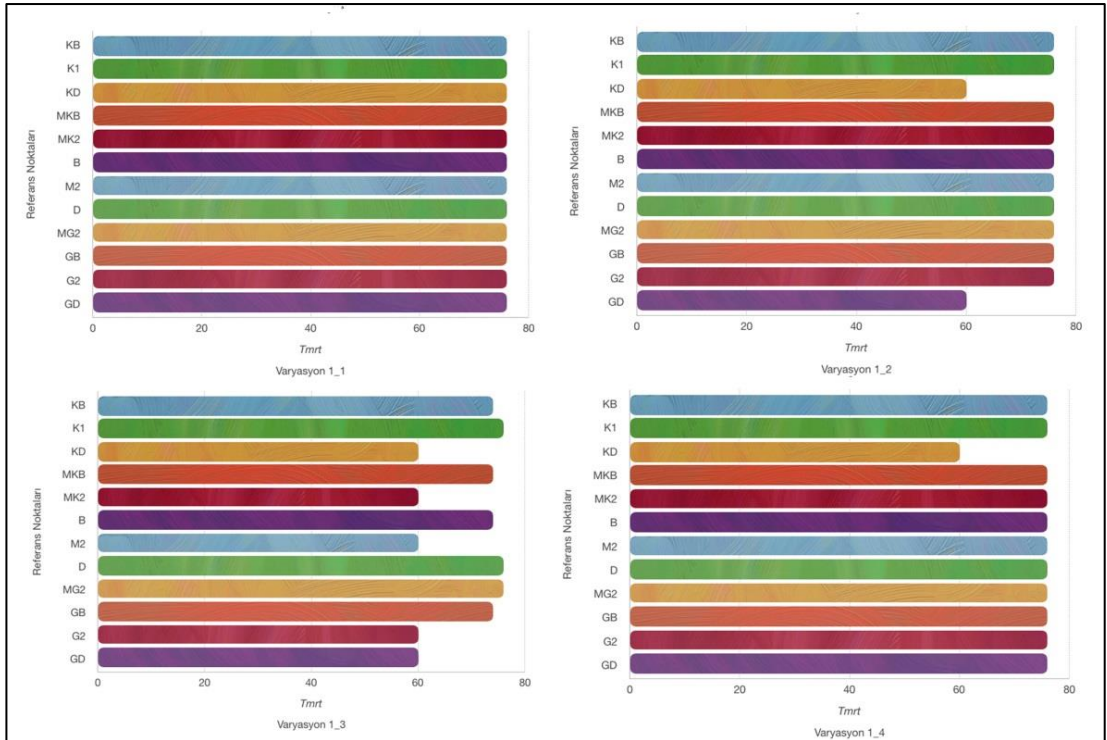 KB
K1
KD
MKB
MK2
B
M2
D
MG2
GB
G2
GD
Referans Noktaları
0 20 40 60 80
Tmrt
Varyasyon 1_1
KB
K1
KD
MKB
MK2
B
M2
D
MG2
GB
G2
GD
Referans Noktaları
0 20 40 60 80
Tmrt
Varyasyon 1_2
KB
K1
KD
MKB
MK2
B
M2
D
MG2
GB
G2
GD
Referans Noktaları
0 20 40 60 80
Tmrt
Varyasyon 1_3
KB
K1
KD
MKB
MK2
B
M2
D
MG2
GB
G2
GD
Referans Noktaları
0 20 40 60 80
Tmrt
Varyasyon 1_4